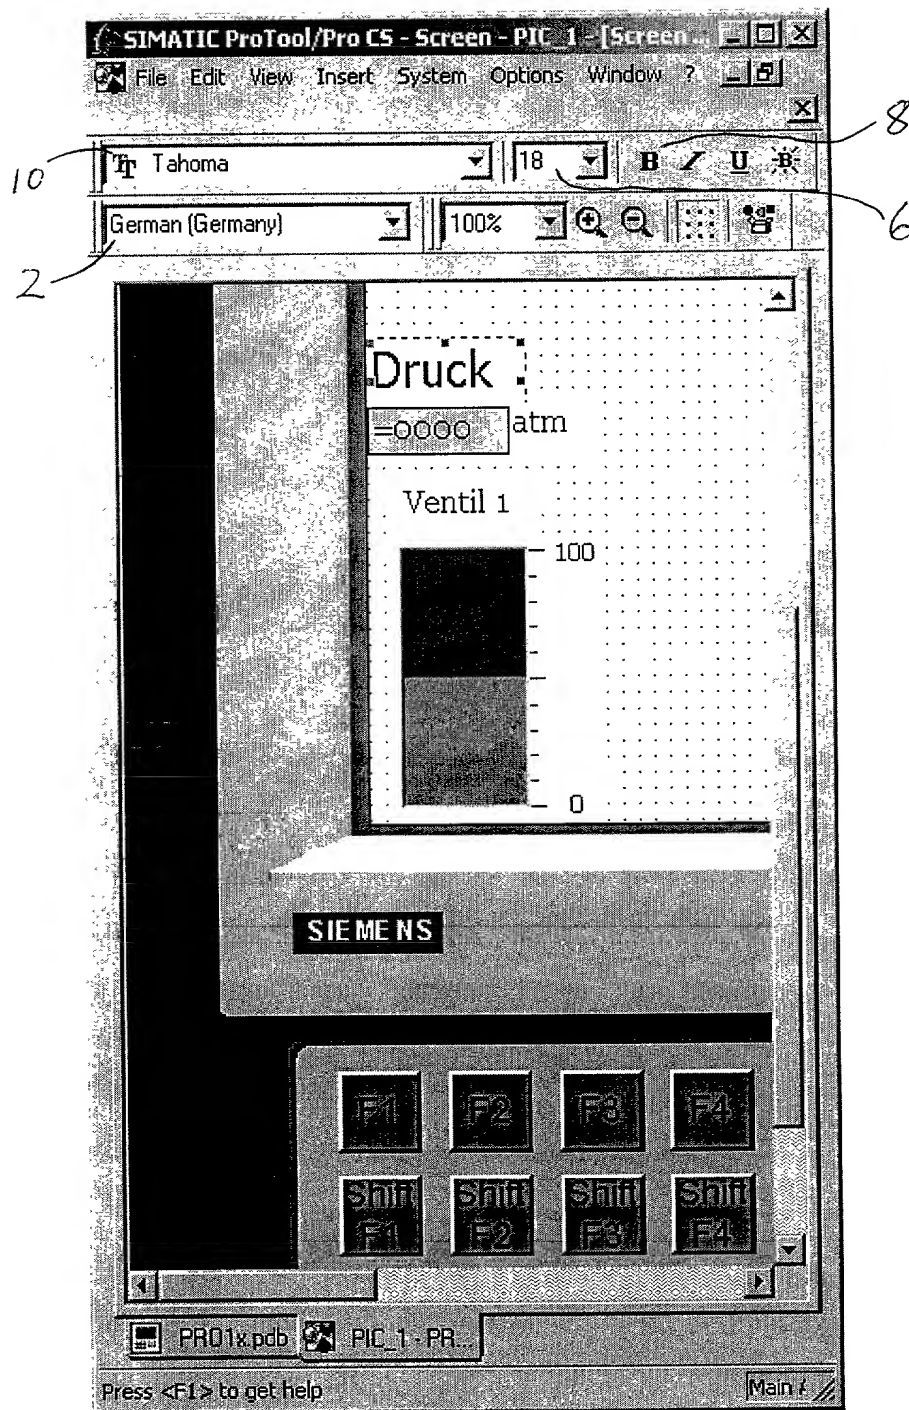 SIMATIC ProTool/Pro CS - Screen - PIC_1 - [Screen ...
File Edit View Insert System Options Window ?
8
10
Tahoma 18 B I U B
6
German (Germany) 100%
2
Druck
=oooo atm
Ventil 1
100
0
SIEMENS
F1 F2 F3 F4
Shift F1 Shift F2 Shift F3 Shift F4
PRO1x.pdb PIC_1 - PR...
Press <F1> to get help Main